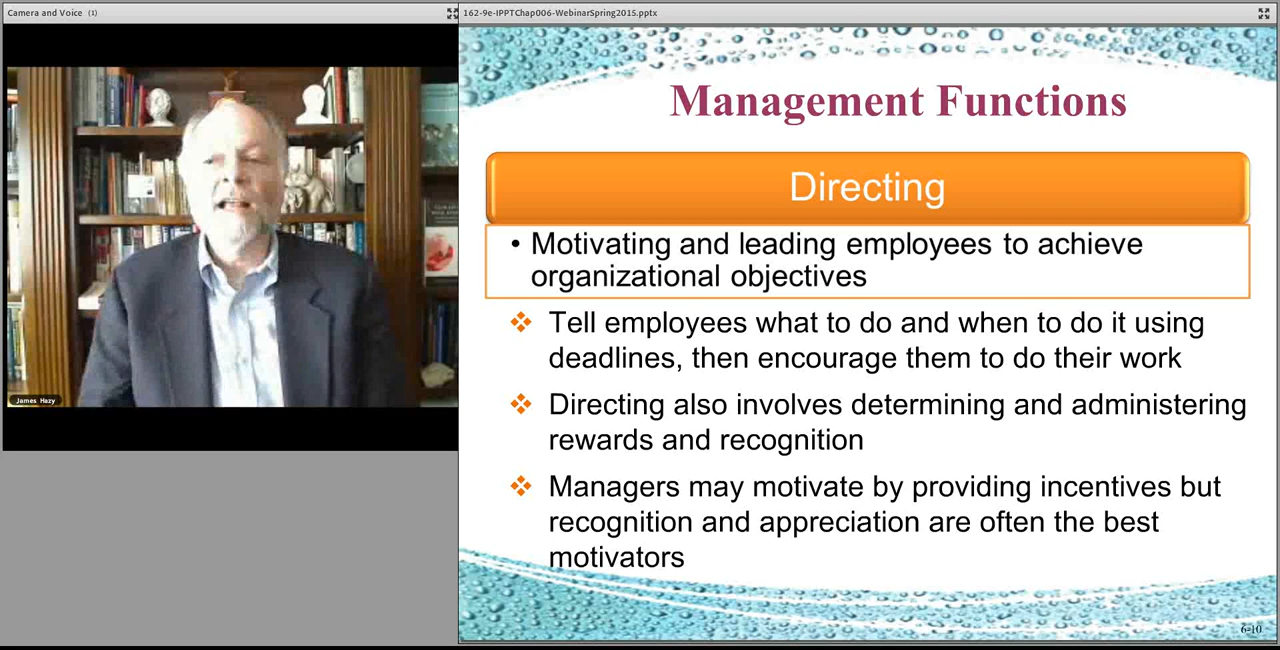 Camera and Voice (1)
162-9e-IPPTChap006-WebinarSpring2015.pptx
James Hazy
Management Functions
Directing
• Motivating and leading employees to achieve
organizational objectives
❖ Tell employees what to do and when to do it using
deadlines, then encourage them to do their work
❖ Directing also involves determining and administering
rewards and recognition
❖ Managers may motivate by providing incentives but
recognition and appreciation are often the best
motivators
6-10